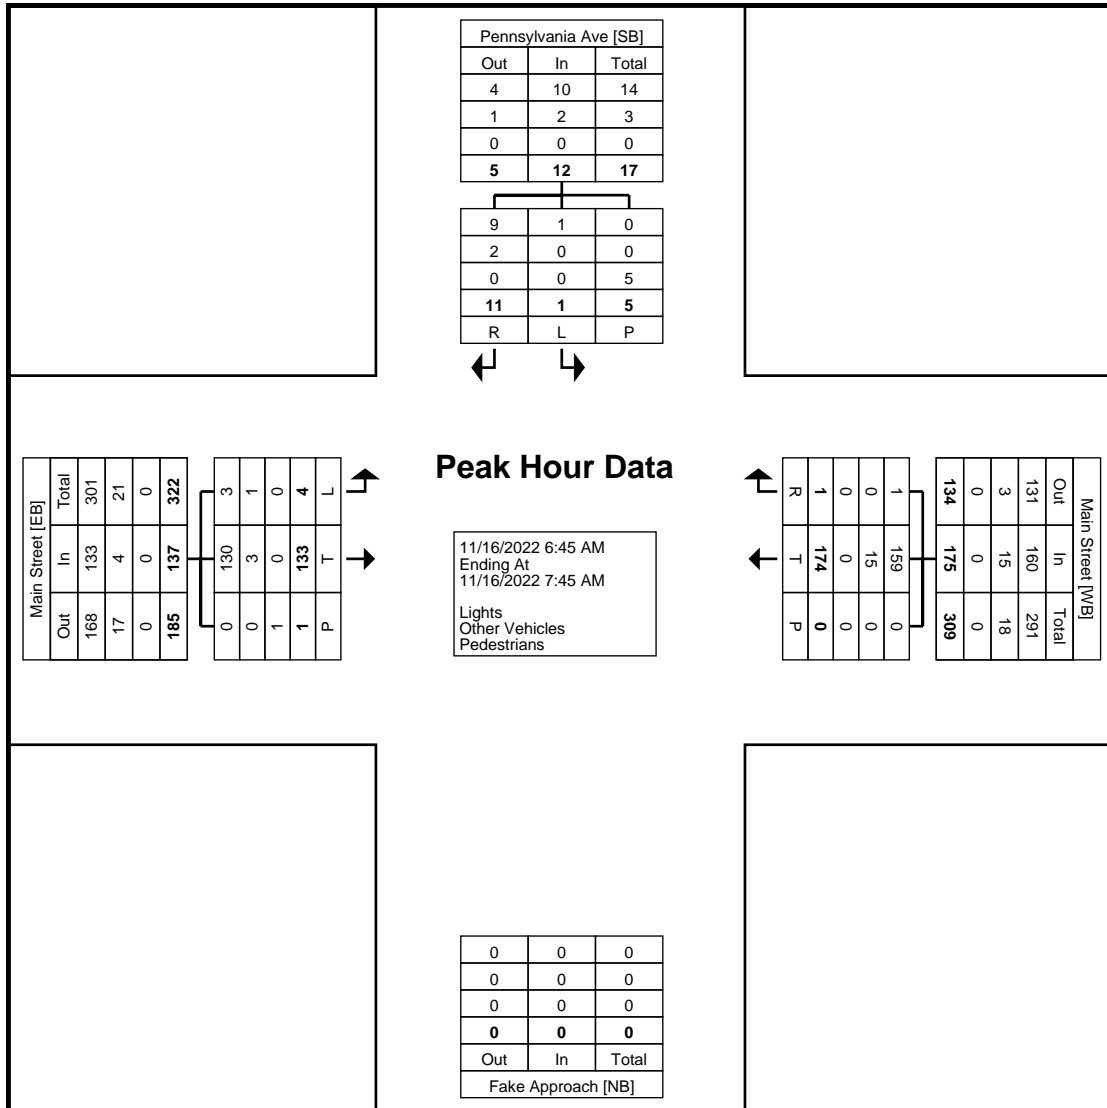 Pennsylvania Ave [SB]
Out In Total
4 10 14
1 2 3
0 0 0
5 12 17
9 1 0
2 0 0
0 0 5
11 1 5
R L P
Main Street [EB]
Total 301 21 0 322
In 133 4 0 137
Out 168 17 0 185
3 1 0 4 L
130 3 0 133 T
0 0 1 1 P
Peak Hour Data
11/16/2022 6:45 AM
Ending At
11/16/2022 7:45 AM
Lights
Other Vehicles
Pedestrians
R 1 0 0 1
T 174 0 15 159
P 0 0 0 0
134 0 3 131 Out
175 0 15 160 In
309 0 18 291 Total
Main Street [WB]
0 0 0
0 0 0
0 0 0
0 0 0
Out In Total
Fake Approach [NB]